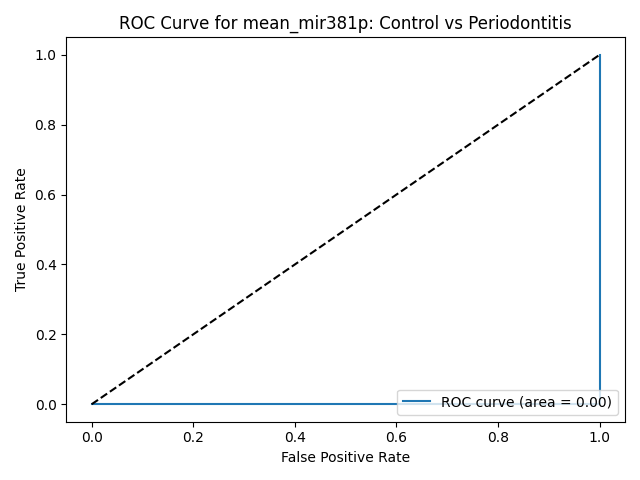 ROC Curve for mean_mir381p: Control vs Periodontitis
True Positive Rate
1.0
0.8
0.6
0.4
0.2
0.0
ROC curve (area = 0.00)
0.0 0.2 0.4 0.6 0.8 1.0
False Positive Rate